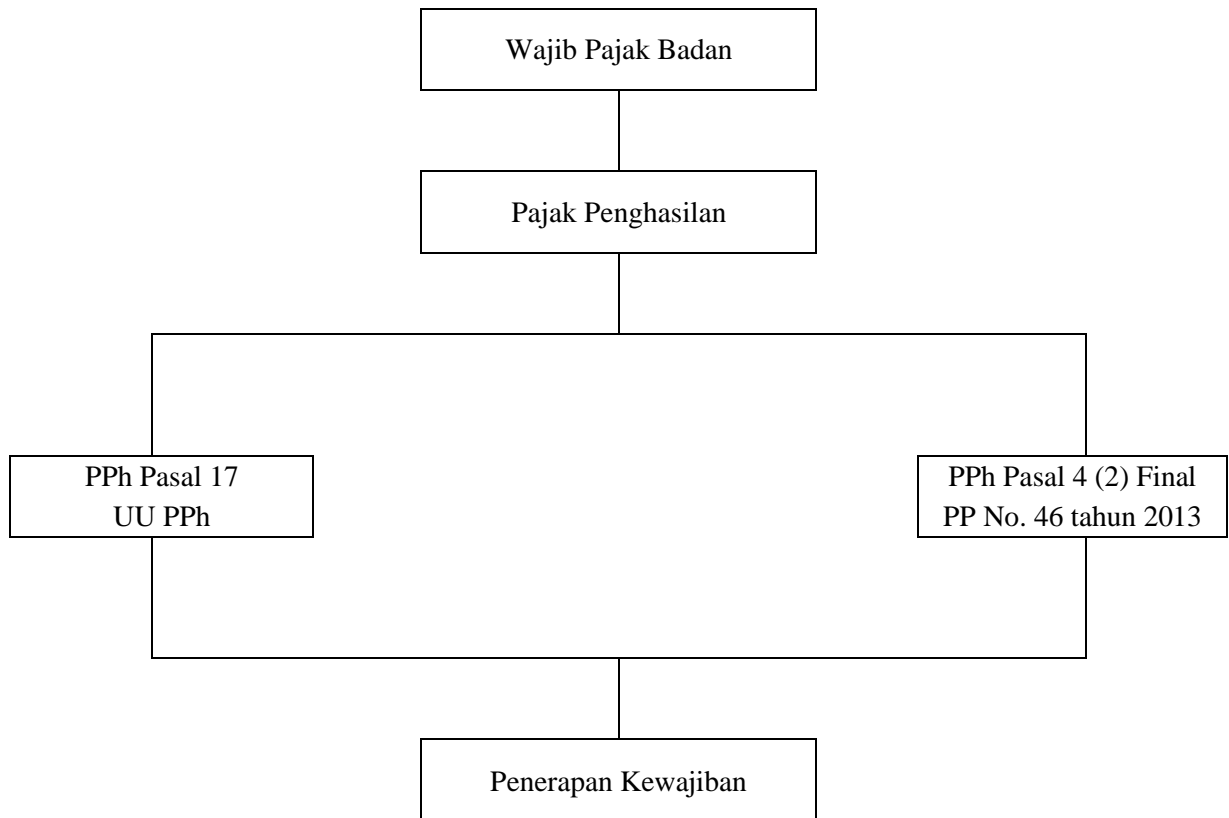 Wajib Pajak Badan
Pajak Penghasilan
PPh Pasal 17
UU PPh
PPh Pasal 4 (2) Final
PP No. 46 tahun 2013
Penerapan Kewajiban